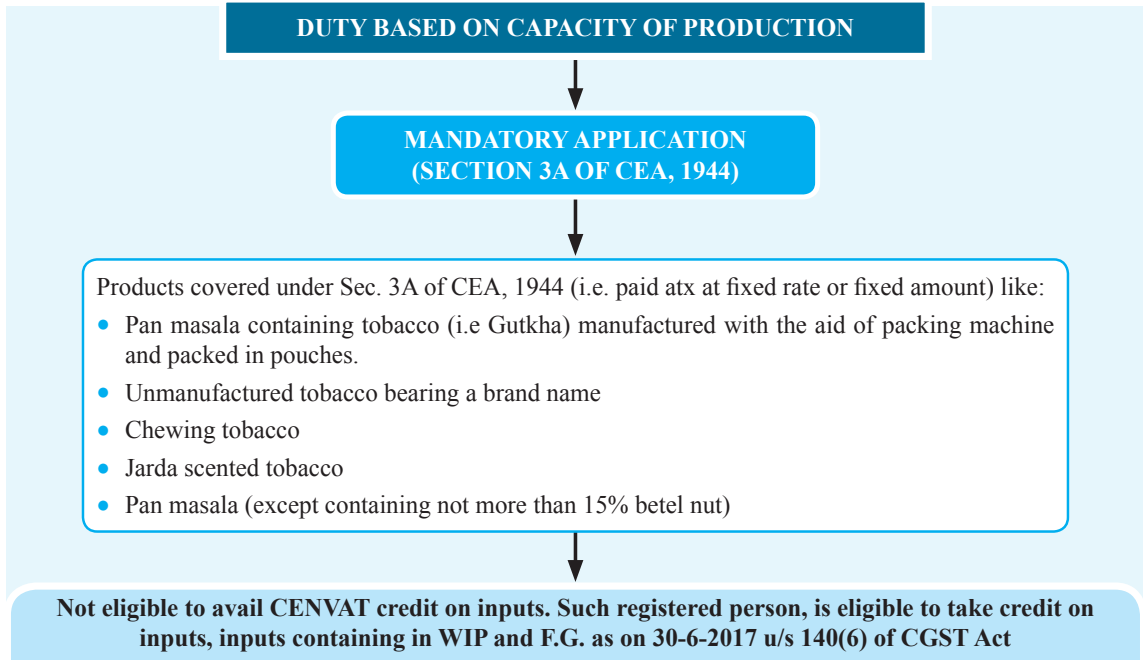 DUTY BASED ON CAPACITY OF PRODUCTION
MANDATORY APPLICATION
(SECTION 3A OF CEA, 1944)
Products covered under Sec. 3A of CEA, 1944 (i.e. paid atx at fixed rate or fixed amount) like:
• Pan masala containing tobacco (i.e Gutkha) manufactured with the aid of packing machine
and packed in pouches.
• Unmanufactured tobacco bearing a brand name
• Chewing tobacco
• Jarda scented tobacco
• Pan masala (except containing not more than 15% betel nut)
Not eligible to avail CENVAT credit on inputs. Such registered person, is eligible to take credit on
inputs, inputs containing in WIP and F.G. as on 30-6-2017 u/s 140(6) of CGST Act